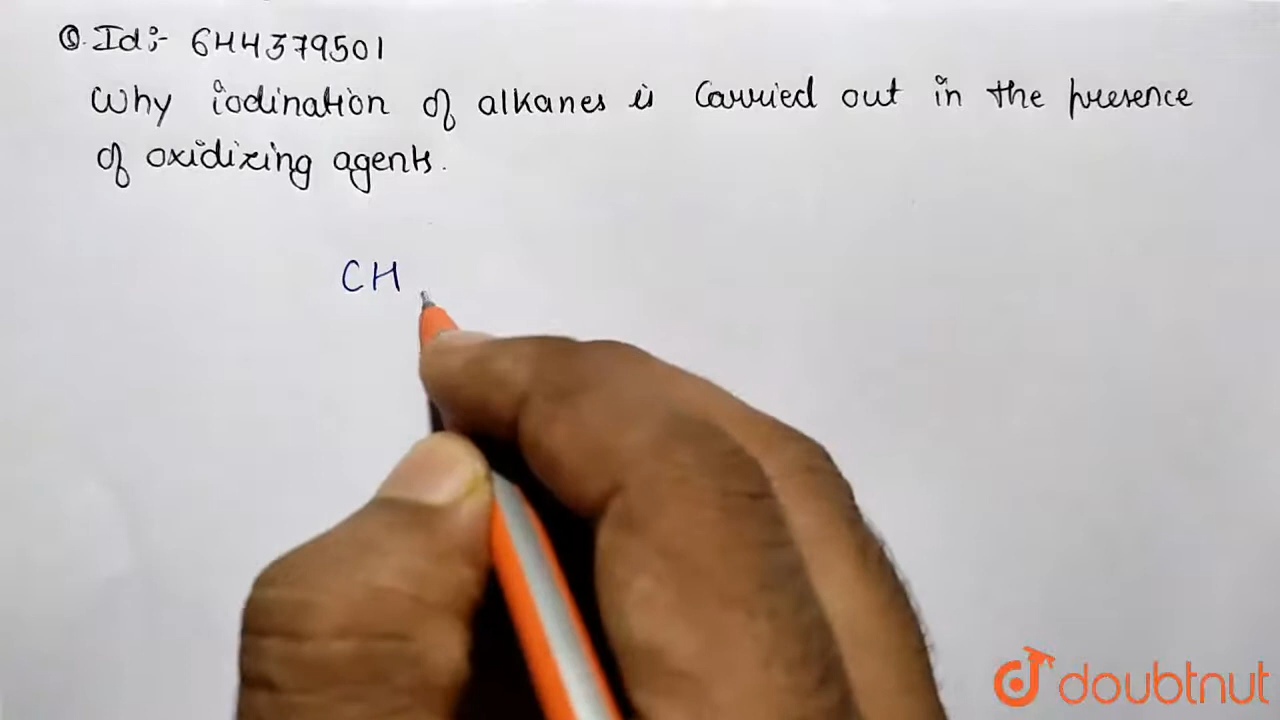 Q. Id:- 644379501
Why iodination of alkanes is Carried out in the presence
of oxidizing agents.
CH
doubtnut